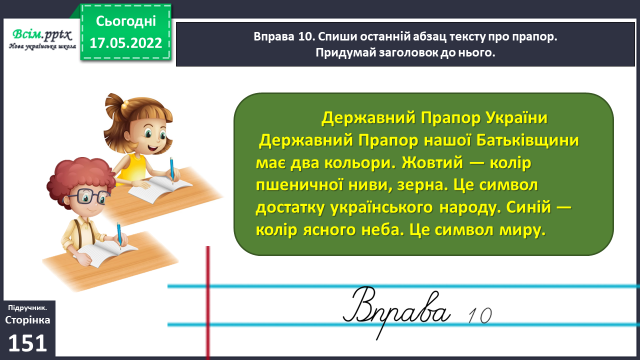 Всім.pptx
Нова українська школа
Сьогодні
17.05.2022
Вправа 10. Спиши останній абзац тексту про прапор.
Придумай заголовок до нього.
Державний Прапор України
Державний Прапор нашої Батьківщини
має два кольори. Жовтий — колір
пшеничної ниви, зерна. Це символ
достатку українського народу. Синій —
колір ясного неба. Це символ миру.
Вправа 10
Підручник.
Сторінка
151